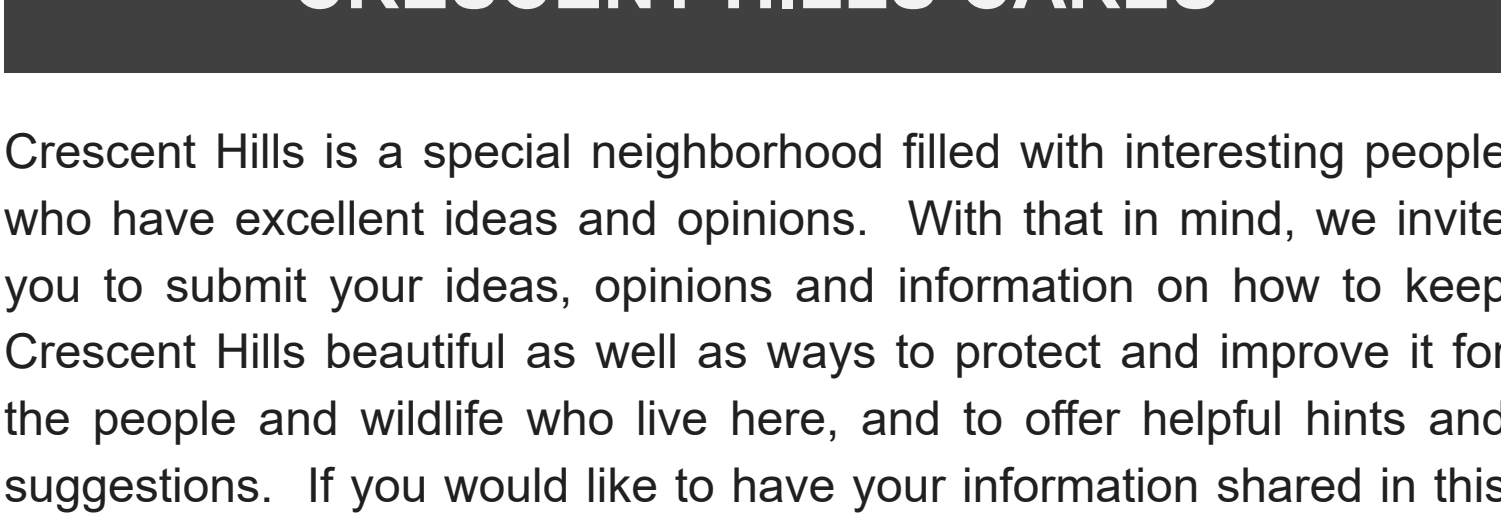 CRESCENT HILLS CARES
Crescent Hills is a special neighborhood filled with interesting people
who have excellent ideas and opinions.  With that in mind, we invite
you to submit your ideas, opinions and information on how to keep
Crescent Hills beautiful as well as ways to protect and improve it for
the people and wildlife who live here, and to offer helpful hints and
suggestions.  If you would like to have your information shared in this